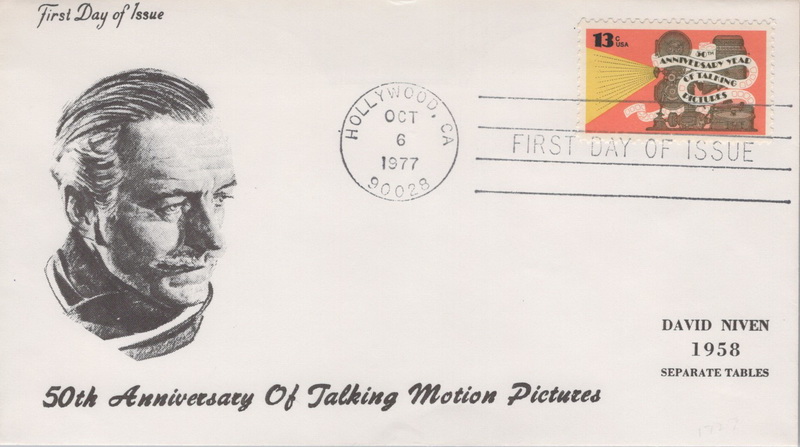 First Day of Issue
13c USA
50TH
ANNIVERSARY YEAR
OF TALKING
PICTURES
HOLLYWOOD, CA
OCT
6
1977
90028
FIRST DAY OF ISSUE
DAVID NIVEN
1958
SEPARATE TABLES
50th Anniversary Of Talking Motion Pictures